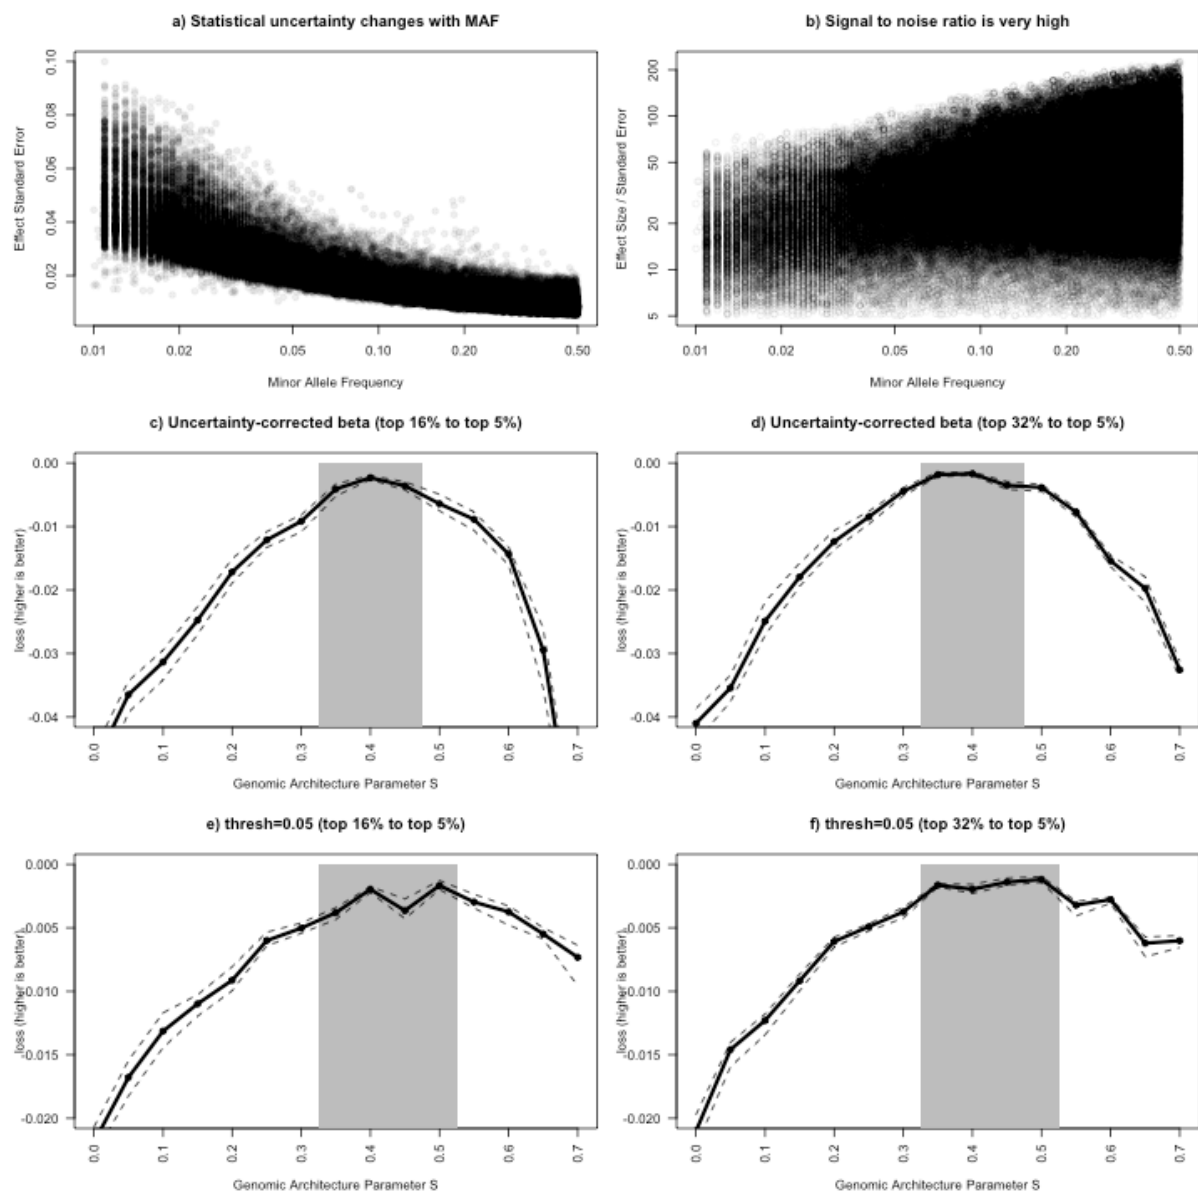 a) Statistical uncertainty changes with MAF
Effect Standard Error
0.10
0.08
0.06
0.04
0.02
0.01 0.02 0.05 0.10 0.20 0.50
Minor Allele Frequency
b) Signal to noise ratio is very high
Effect Size / Standard Error
200
100
50
20
10
5
0.01 0.02 0.05 0.10 0.20 0.50
Minor Allele Frequency
c) Uncertainty-corrected beta (top 16% to top 5%)
loss (higher is better)
0.00
-0.01
-0.02
-0.03
-0.04
0.0 0.1 0.2 0.3 0.4 0.5 0.6 0.7
Genomic Architecture Parameter S
d) Uncertainty-corrected beta (top 32% to top 5%)
loss (higher is better)
0.00
-0.01
-0.02
-0.03
-0.04
0.0 0.1 0.2 0.3 0.4 0.5 0.6 0.7
Genomic Architecture Parameter S
e) thresh=0.05 (top 16% to top 5%)
loss (higher is better)
0.000
-0.005
-0.010
-0.015
-0.020
0.0 0.1 0.2 0.3 0.4 0.5 0.6 0.7
Genomic Architecture Parameter S
f) thresh=0.05 (top 32% to top 5%)
loss (higher is better)
0.000
-0.005
-0.010
-0.015
-0.020
0.0 0.1 0.2 0.3 0.4 0.5 0.6 0.7
Genomic Architecture Parameter S